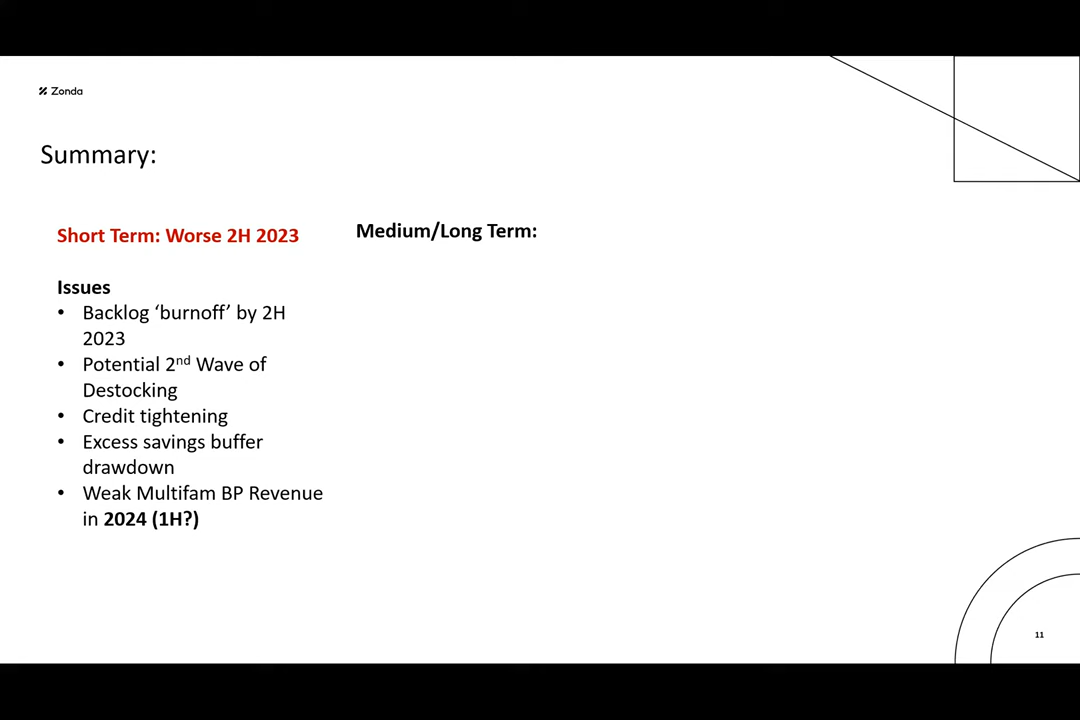 Zonda
Summary:
Short Term: Worse 2H 2023
Issues
• Backlog ‘burnoff’ by 2H
2023
• Potential 2nd Wave of
Destocking
• Credit tightening
• Excess savings buffer
drawdown
• Weak Multifam BP Revenue
in 2024 (1H?)
Medium/Long Term:
11